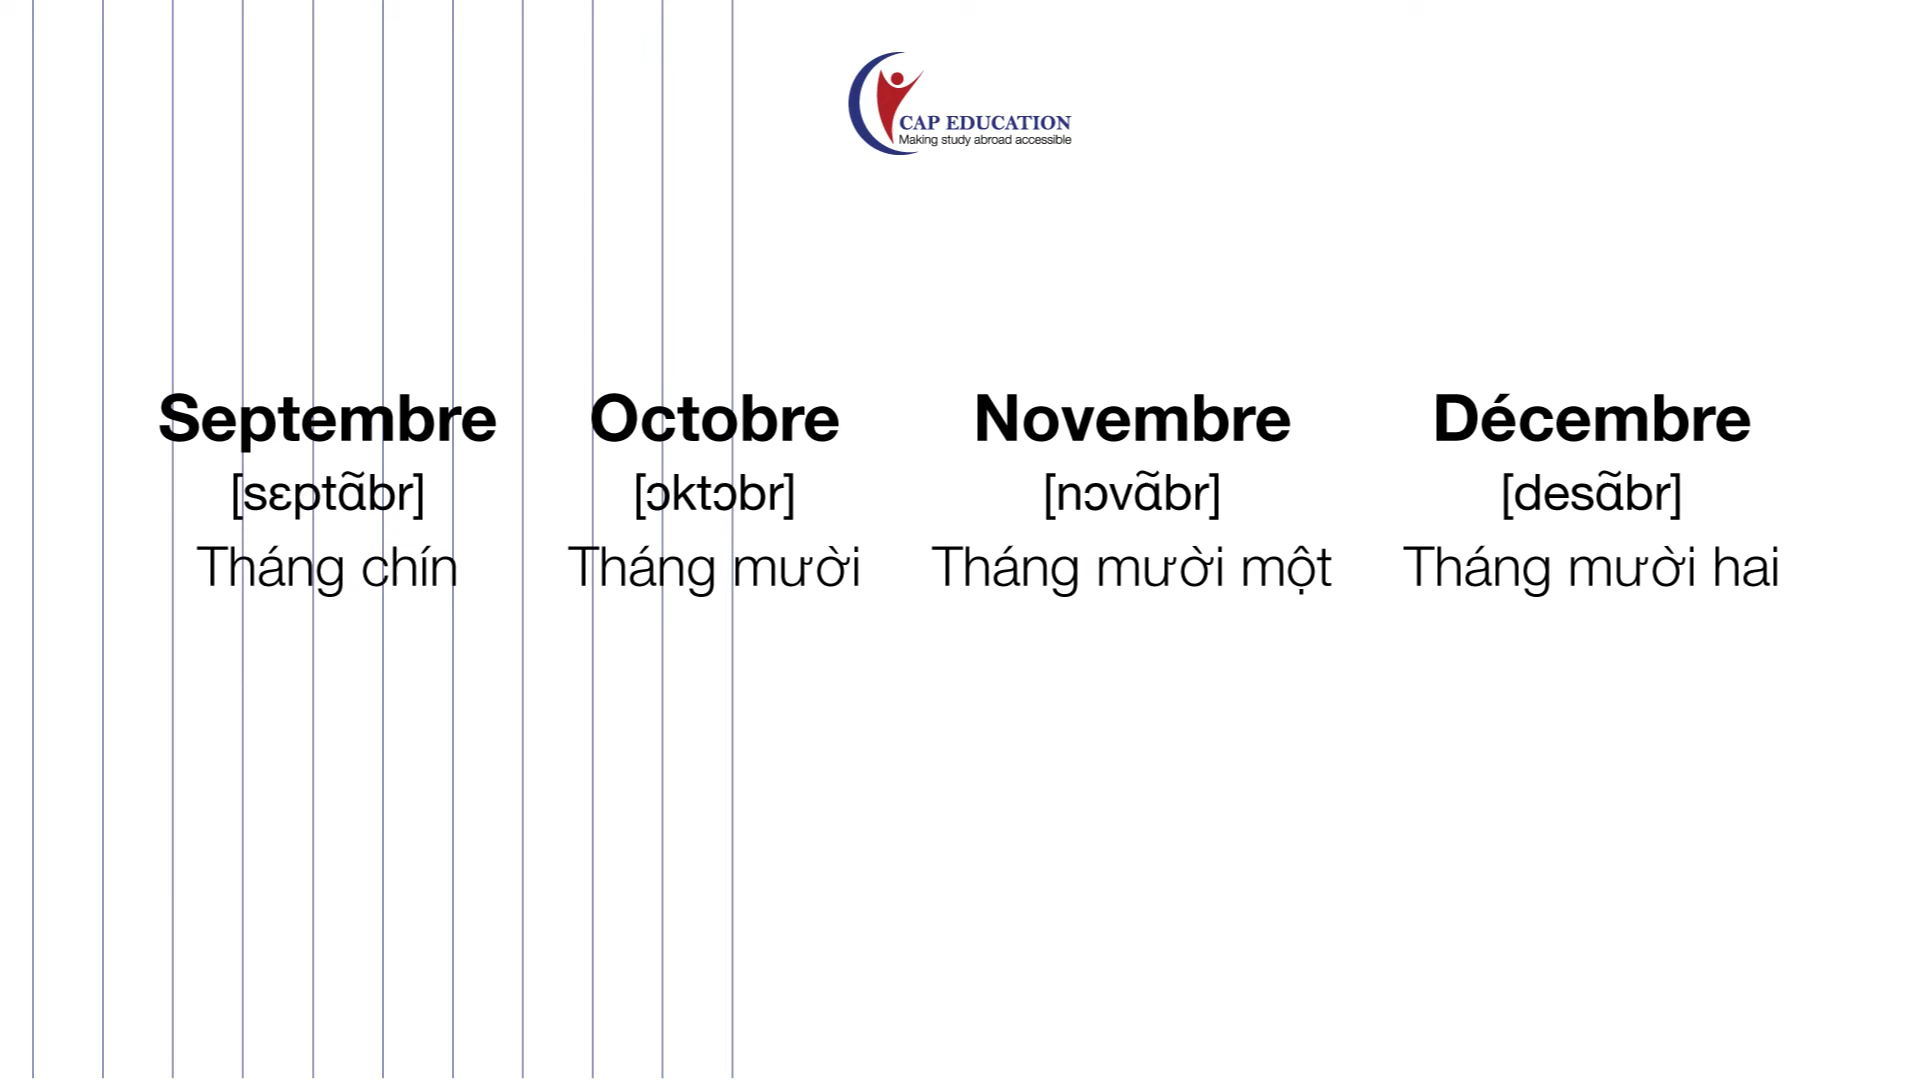 CAP EDUCATION
Making study abroad accessible
Septembre
[sɛptɑ̃br]
Tháng chín
Octobre
[ɔktɔbr]
Tháng mười
Novembre
[nɔvɑ̃br]
Tháng mười một
Décembre
[desɑ̃br]
Tháng mười hai